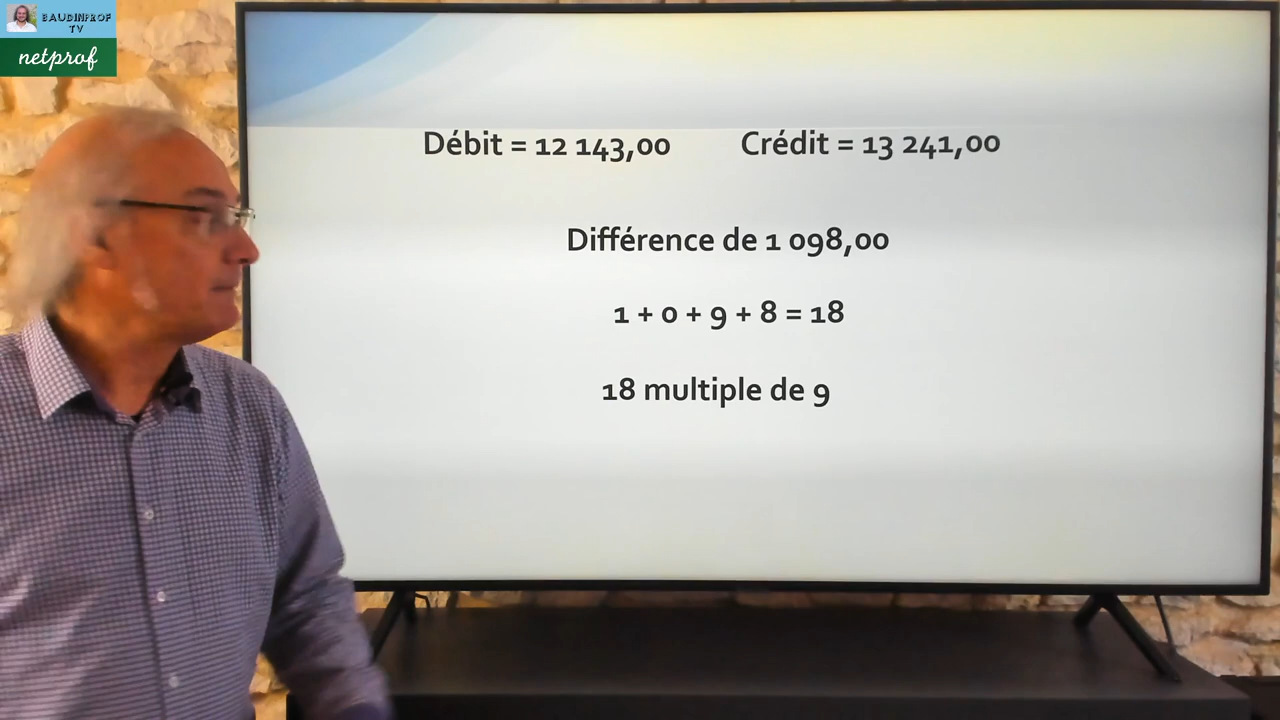 BAUDINPROF
TV
netprof
Débit = 12 143,00 Crédit = 13 241,00
Différence de 1 098,00
1 + 0 + 9 + 8 = 18
18 multiple de 9